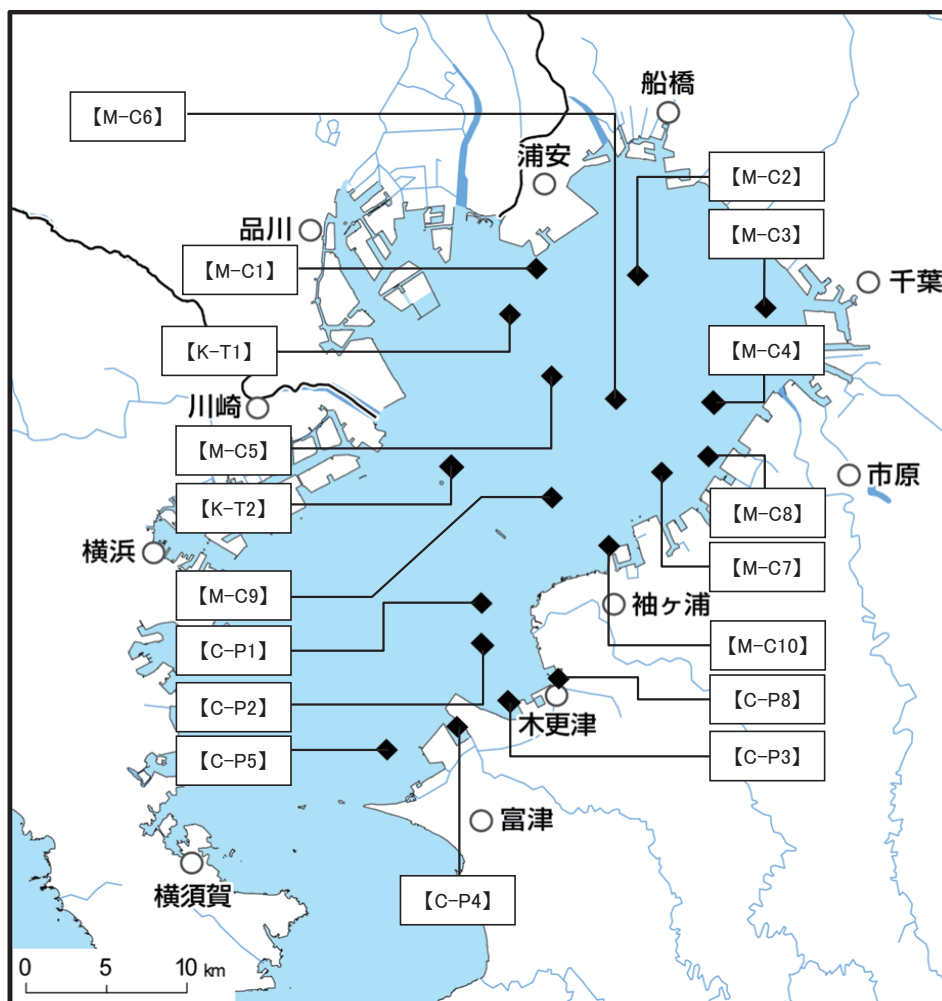 船橋
【M-C6】
浦安
【M-C2】
品川
【M-C3】
【M-C1】
千葉
【K-T1】
【M-C4】
川崎
【M-C5】
市原
【K-T2】
【M-C8】
横浜
【M-C7】
【M-C9】
袖ヶ浦
【C-P1】
【M-C10】
【C-P2】
【C-P8】
木更津
【C-P5】
【C-P3】
富津
横須賀
【C-P4】
0 5 10 km